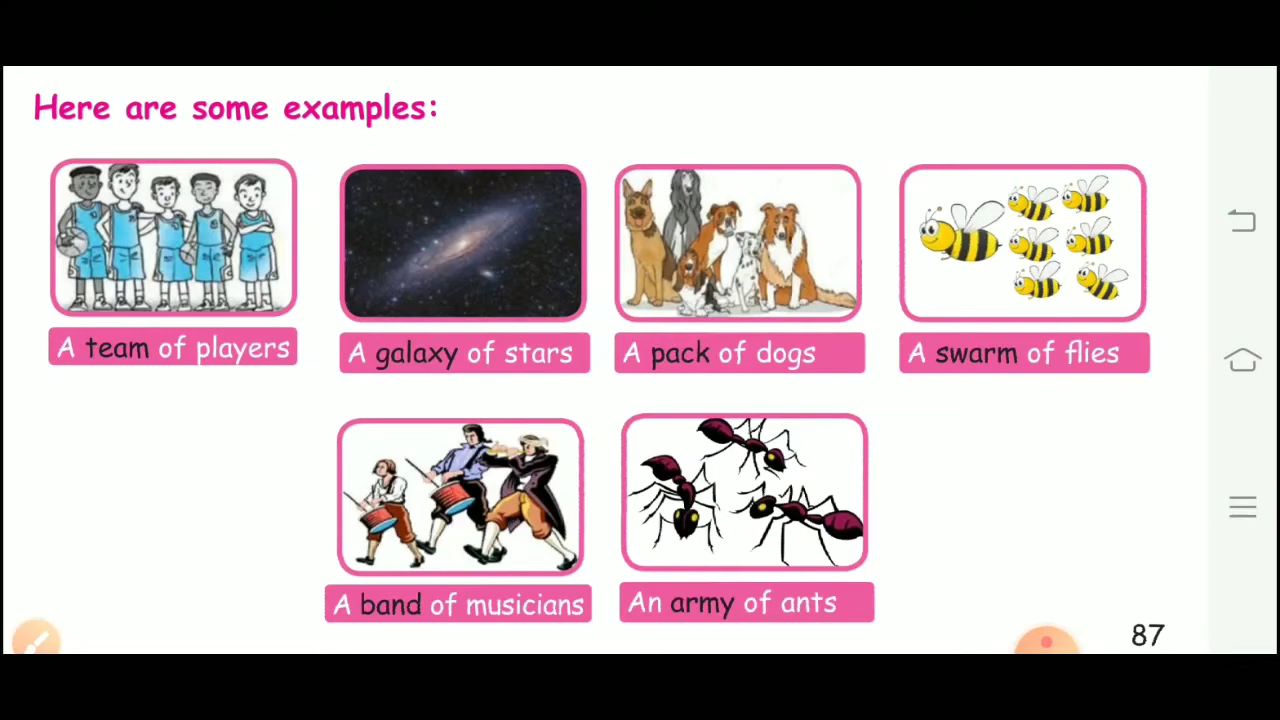 Here are some examples:
A team of players
A galaxy of stars
A pack of dogs
A swarm of flies
A band of musicians
An army of ants
87